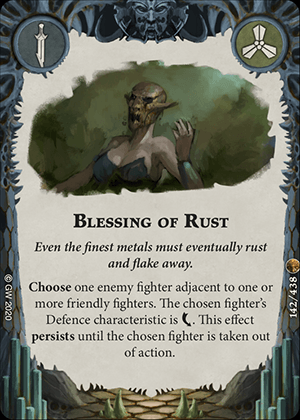 BLESSING OF RUST
Even the finest metals must eventually rust
and flake away.
Choose one enemy fighter adjacent to one or
more friendly fighters. The chosen fighter's
Defence characteristic is . This effect
persists until the chosen fighter is taken out
of action.
© GW 2020
142/438